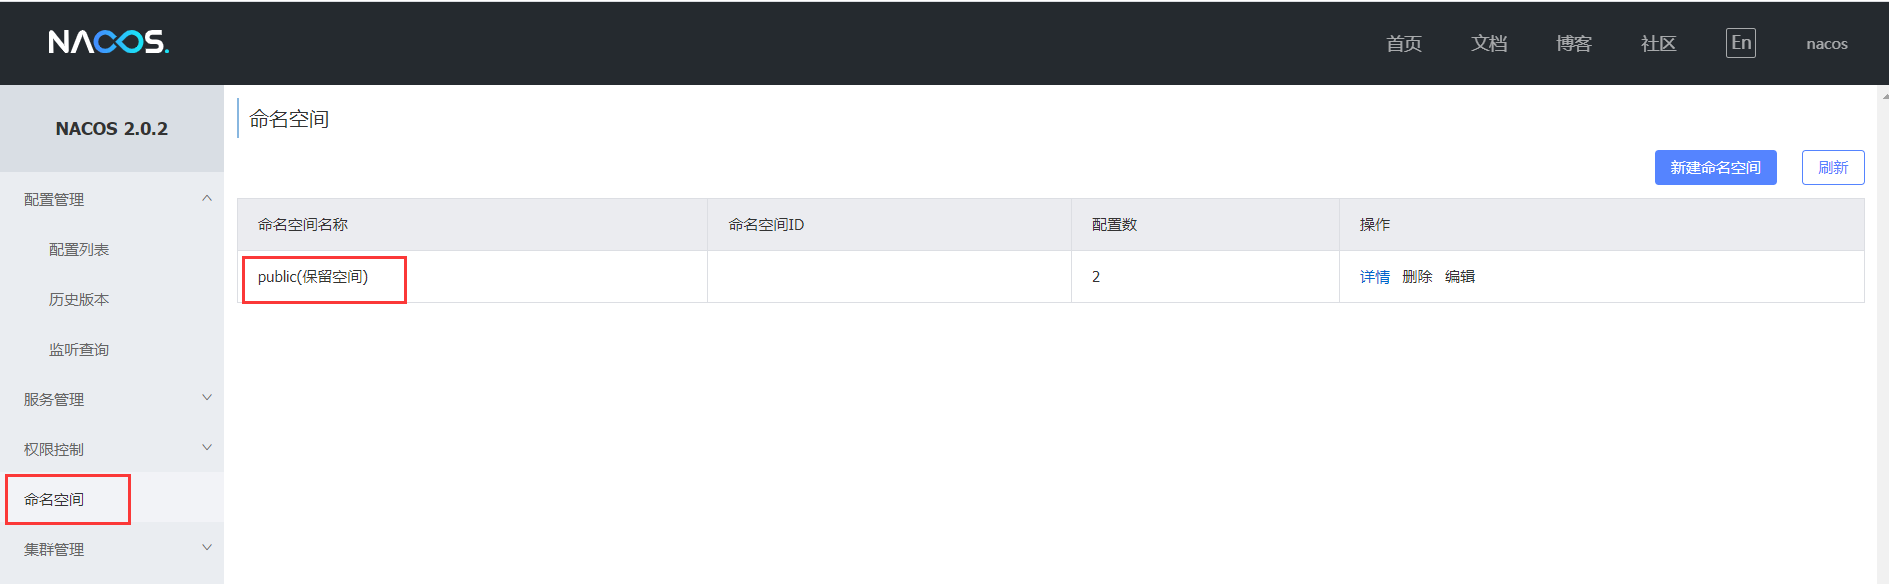 NACOS.
首页 文档 博客 社区 En nacos
NACOS 2.0.2
配置管理
配置列表
历史版本
监听查询
服务管理
权限控制
命名空间
集群管理
命名空间
新建命名空间 刷新
命名空间名称 命名空间ID 配置数 操作
public(保留空间) 2 详情 删除 编辑